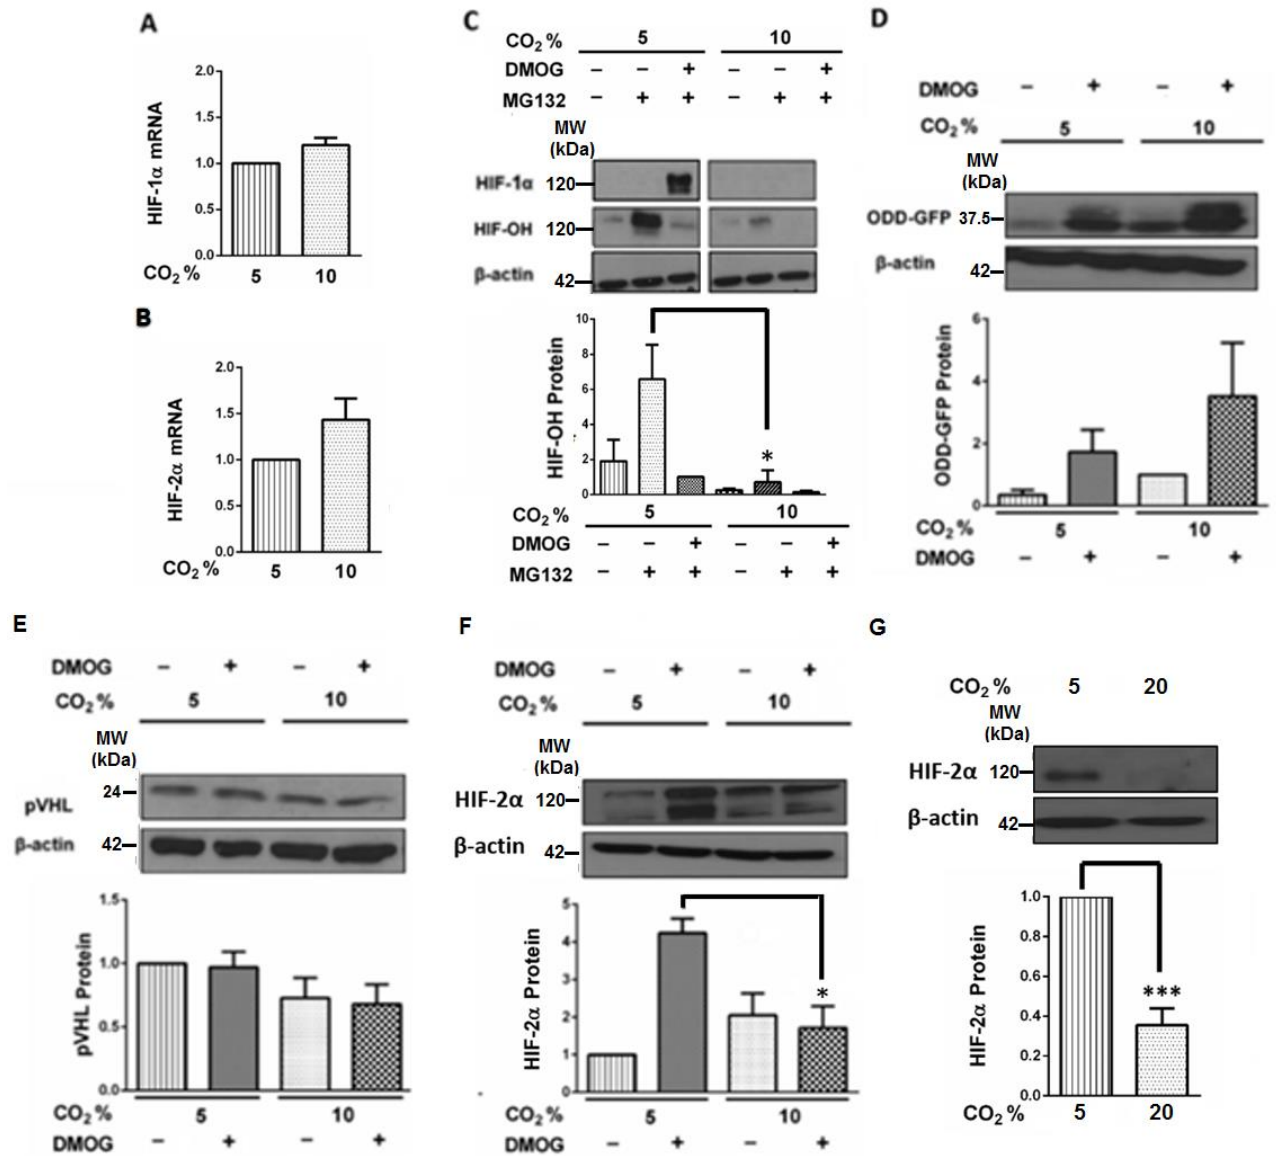 A
2.0
1.5
1.0
0.5
0.0
HIF-1α mRNA
CO2 % 5 10
B
2.0
1.5
1.0
0.5
0.0
HIF-2α mRNA
CO2 % 5 10
C
CO2 % 5 10
DMOG – – + – – +
MG132 – + + – + +
MW
(kDa)
HIF-1α 120
HIF-OH 120
β-actin 42
10
8
6
4
2
0
HIF-OH Protein
*
CO2 % 5 10
DMOG – – + – – +
MG132 – + + – + +
D
DMOG – + – +
CO2 % 5 10
MW
(kDa)
ODD-GFP 37.5
β-actin 42
6
4
2
0
ODD-GFP Protein
CO2 % 5 10
DMOG – + – +
E
DMOG – + – +
CO2 % 5 10
MW
(kDa)
pVHL 24
β-actin 42
1.5
1.0
0.5
0.0
pVHL Protein
CO2 % 5 10
DMOG – + – +
F
DMOG – + – +
CO2 % 5 10
MW
(kDa)
HIF-2α 120
β-actin 42
5
4
3
2
1
0
HIF-2α Protein
*
CO2 % 5 10
DMOG – + – +
G
CO2 % 5 20
MW
(kDa)
HIF-2α 120
β-actin 42
1.0
0.8
0.6
0.4
0.2
0.0
HIF-2α Protein
***
CO2 % 5 20